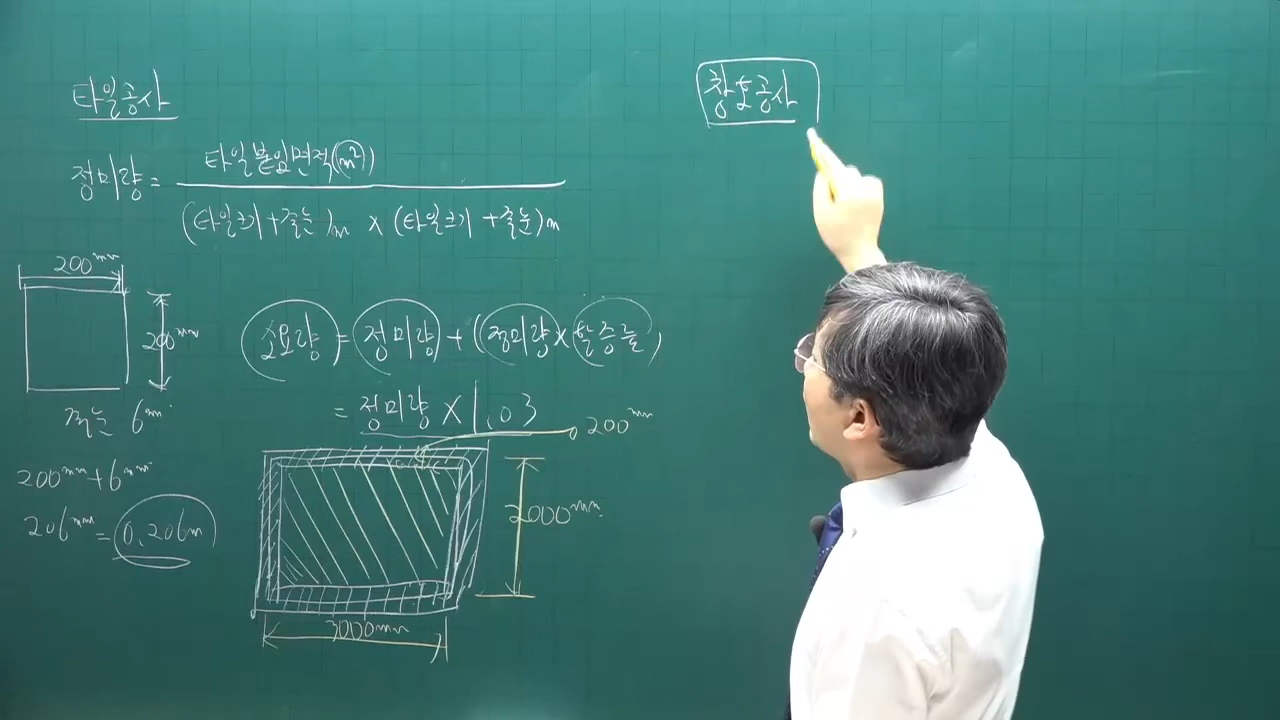 타일공사
정미량 = 타일붙임면적(m²)
(타일크기+줄눈)m × (타일크기+줄눈)m
200mm
200mm
줄눈 6mm
200mm+6mm
206mm = 0.206m
소요량 = 정미량 + (정미량×할증률)
= 정미량 × 1.03
200mm
2000mm
3000mm
창호공사